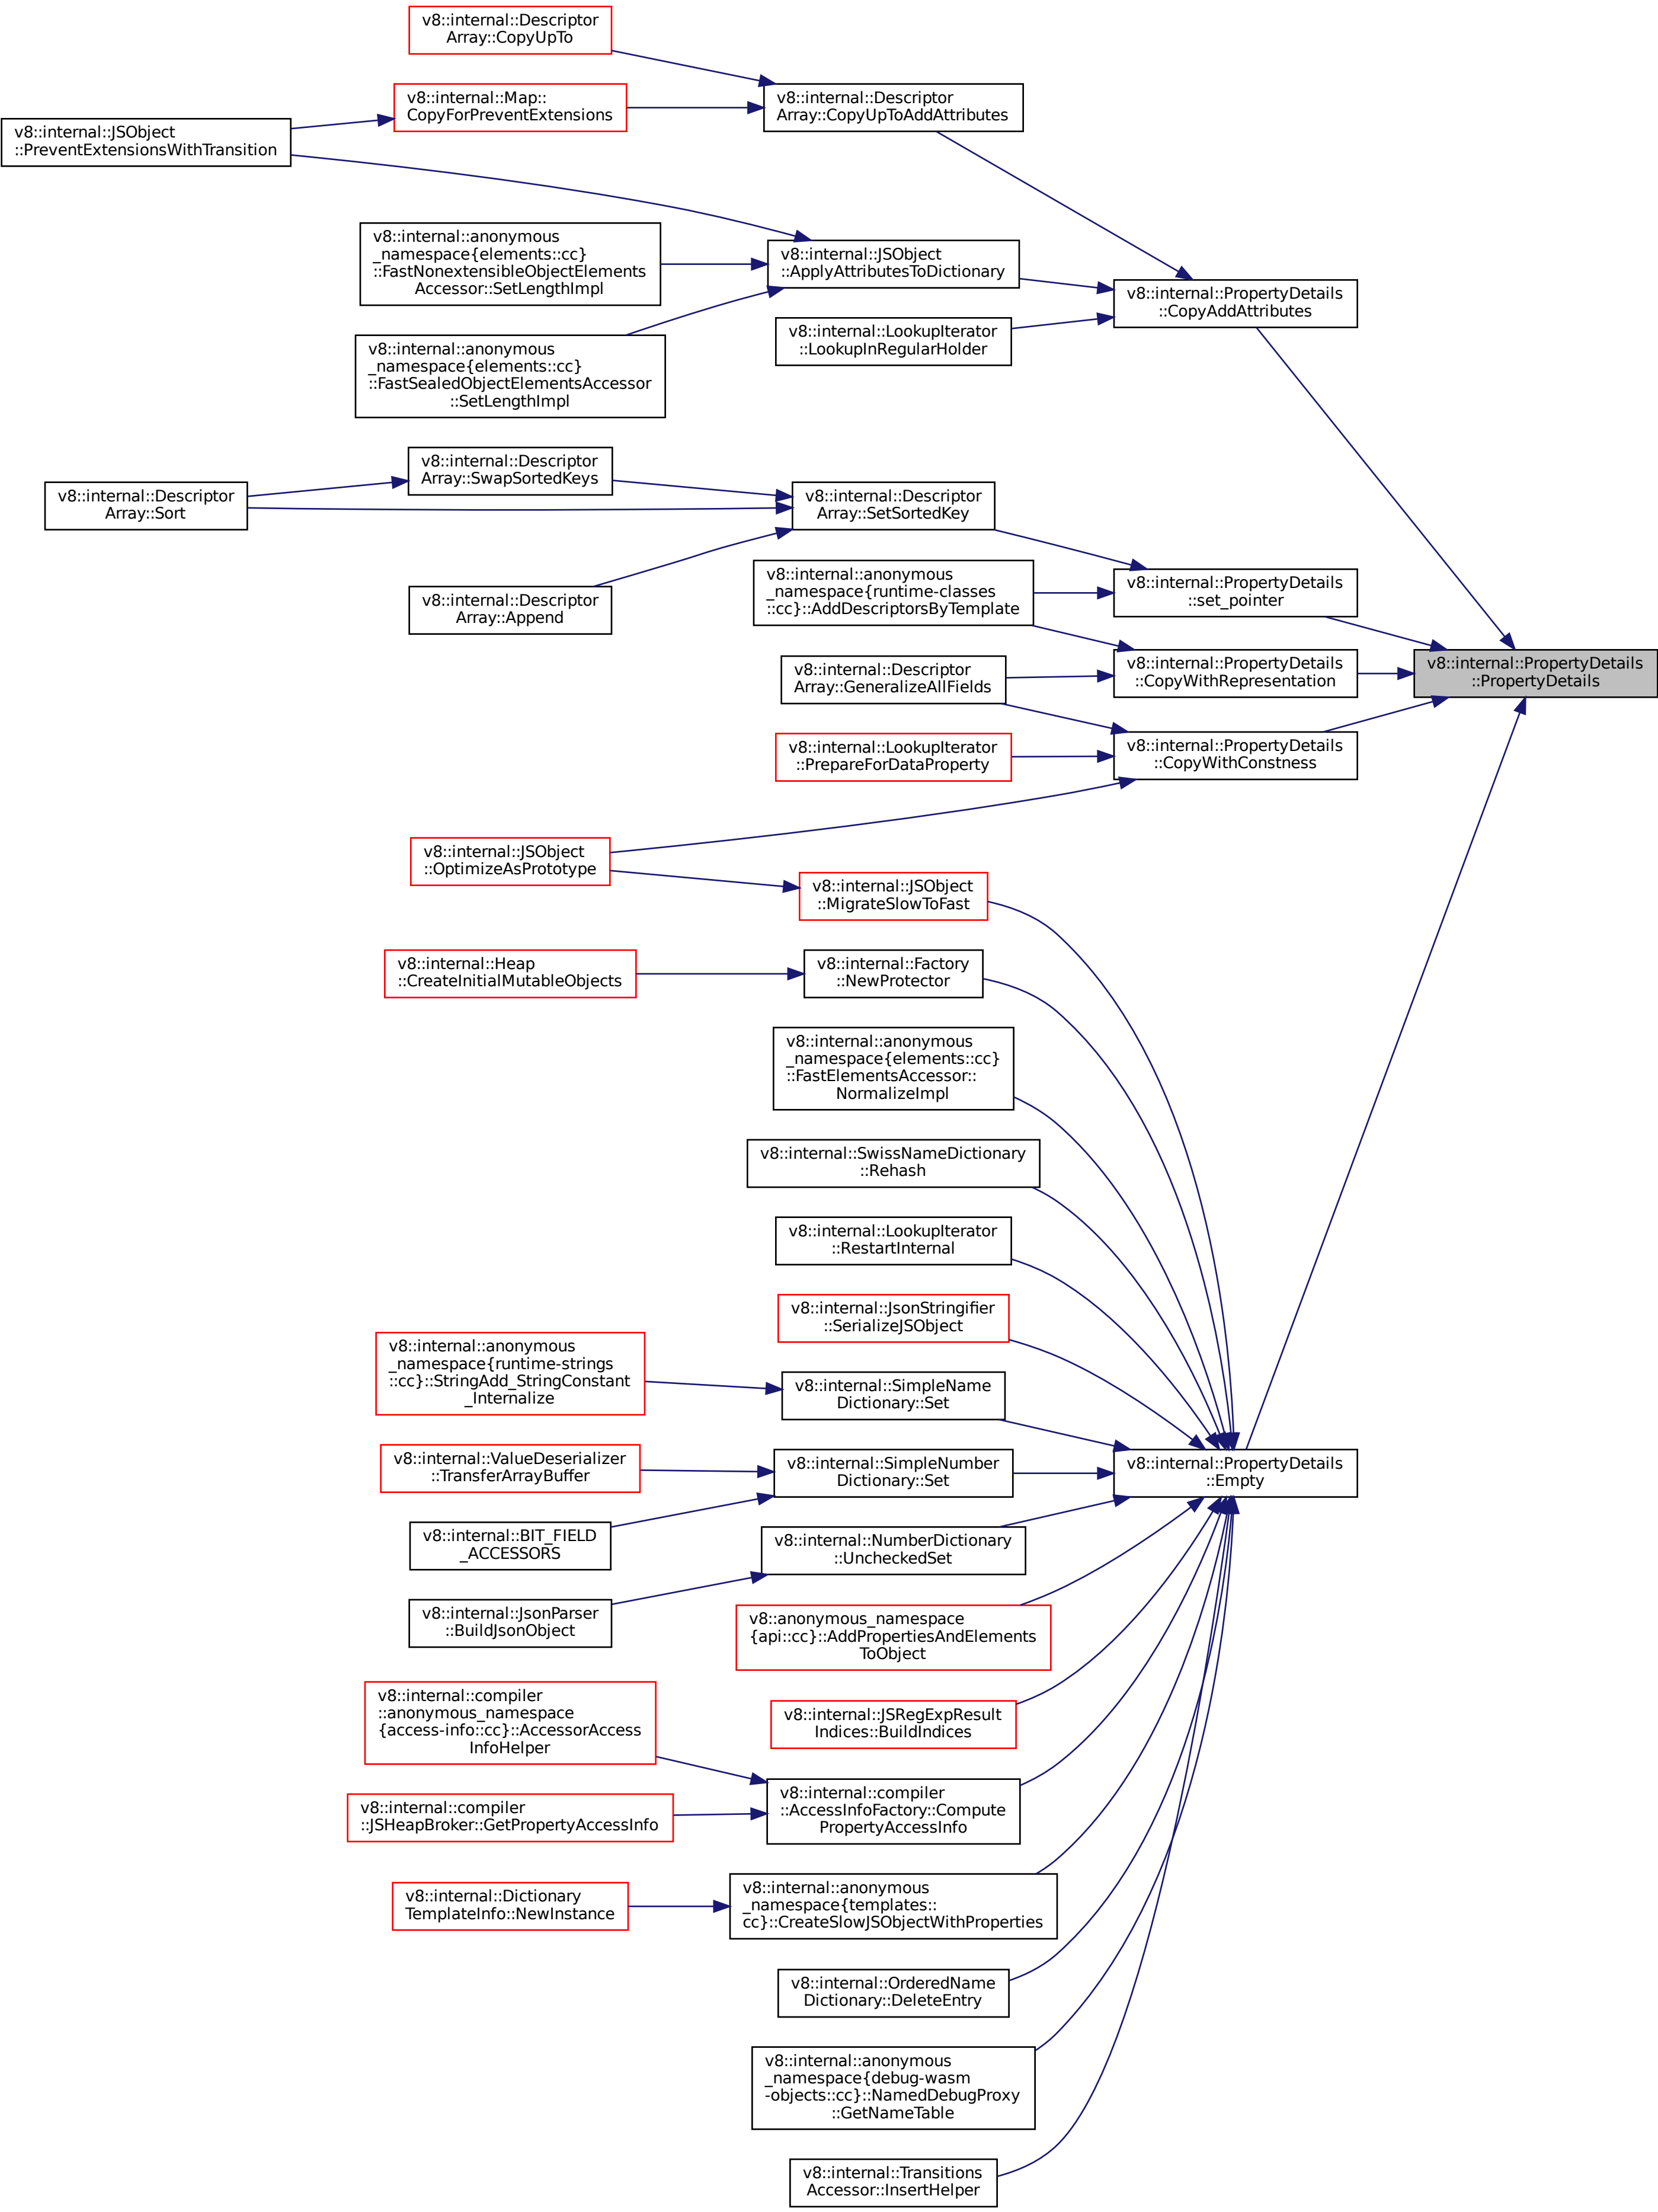 v8::internal::Descriptor
Array::CopyUpTo
v8::internal::Map::
CopyForPreventExtensions
v8::internal::Descriptor
Array::CopyUpToAddAttributes
v8::internal::JSObject
::PreventExtensionsWithTransition
v8::internal::anonymous
_namespace{elements::cc}
::FastNonextensibleObjectElements
Accessor::SetLengthImpl
v8::internal::JSObject
::ApplyAttributesToDictionary
v8::internal::PropertyDetails
::CopyAddAttributes
v8::internal::LookupIterator
::LookupInRegularHolder
v8::internal::anonymous
_namespace{elements::cc}
::FastSealedObjectElementsAccessor
::SetLengthImpl
v8::internal::Descriptor
Array::SwapSortedKeys
v8::internal::Descriptor
Array::Sort
v8::internal::Descriptor
Array::SetSortedKey
v8::internal::anonymous
_namespace{runtime-classes
::cc}::AddDescriptorsByTemplate
v8::internal::PropertyDetails
::set_pointer
v8::internal::Descriptor
Array::Append
v8::internal::Descriptor
Array::GeneralizeAllFields
v8::internal::PropertyDetails
::CopyWithRepresentation
v8::internal::PropertyDetails
::PropertyDetails
v8::internal::LookupIterator
::PrepareForDataProperty
v8::internal::PropertyDetails
::CopyWithConstness
v8::internal::JSObject
::OptimizeAsPrototype
v8::internal::JSObject
::MigrateSlowToFast
v8::internal::Heap
::CreateInitialMutableObjects
v8::internal::Factory
::NewProtector
v8::internal::anonymous
_namespace{elements::cc}
::FastElementsAccessor::
NormalizeImpl
v8::internal::SwissNameDictionary
::Rehash
v8::internal::LookupIterator
::RestartInternal
v8::internal::JsonStringifier
::SerializeJSObject
v8::internal::anonymous
_namespace{runtime-strings
::cc}::StringAdd_StringConstant
_Internalize
v8::internal::SimpleName
Dictionary::Set
v8::internal::ValueDeserializer
::TransferArrayBuffer
v8::internal::SimpleNumber
Dictionary::Set
v8::internal::PropertyDetails
::Empty
v8::internal::BIT_FIELD
_ACCESSORS
v8::internal::NumberDictionary
::UncheckedSet
v8::internal::JsonParser
::BuildJsonObject
v8::anonymous_namespace
{api::cc}::AddPropertiesAndElements
ToObject
v8::internal::compiler
::anonymous_namespace
{access-info::cc}::AccessorAccess
InfoHelper
v8::internal::JSRegExpResult
Indices::BuildIndices
v8::internal::compiler
::JSHeapBroker::GetPropertyAccessInfo
v8::internal::compiler
::AccessInfoFactory::Compute
PropertyAccessInfo
v8::internal::Dictionary
TemplateInfo::NewInstance
v8::internal::anonymous
_namespace{templates::
cc}::CreateSlowJSObjectWithProperties
v8::internal::OrderedName
Dictionary::DeleteEntry
v8::internal::anonymous
_namespace{debug-wasm
-objects::cc}::NamedDebugProxy
::GetNameTable
v8::internal::Transitions
Accessor::InsertHelper